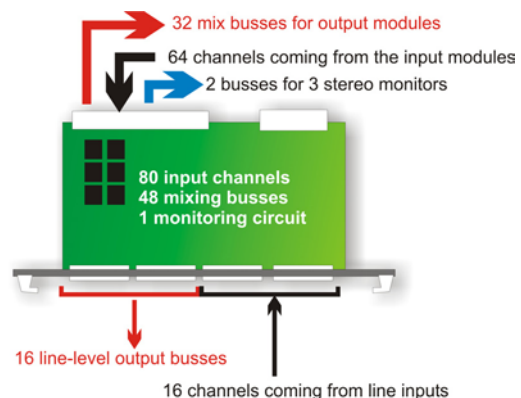 32 mix busses for output modules
64 channels coming from the input modules
2 busses for 3 stereo monitors
80 input channels
48 mixing busses
1 monitoring circuit
16 line-level output busses
16 channels coming from line inputs